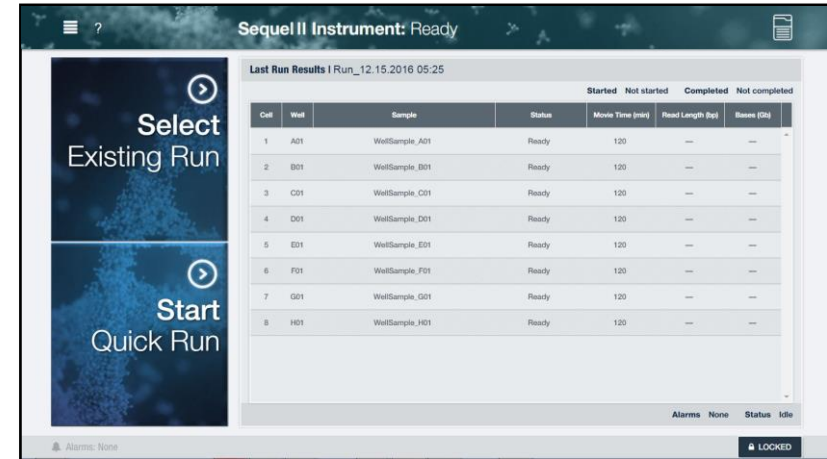 ? Sequel II Instrument: Ready
Select
Existing Run
Start
Quick Run
Last Run Results | Run_12.15.2016 05:25
Started Not started Completed Not completed
Cell Well Sample Status Movie Time (min) Read Length (bp) Bases (Gb)
1 A01 WellSample_A01 Ready 120 — —
2 B01 WellSample_B01 Ready 120 — —
3 C01 WellSample_C01 Ready 120 — —
4 D01 WellSample_D01 Ready 120 — —
5 E01 WellSample_E01 Ready 120 — —
6 F01 WellSample_F01 Ready 120 — —
7 G01 WellSample_G01 Ready 120 — —
8 H01 WellSample_H01 Ready 120 — —
Alarms None Status Idle
Alarms: None LOCKED